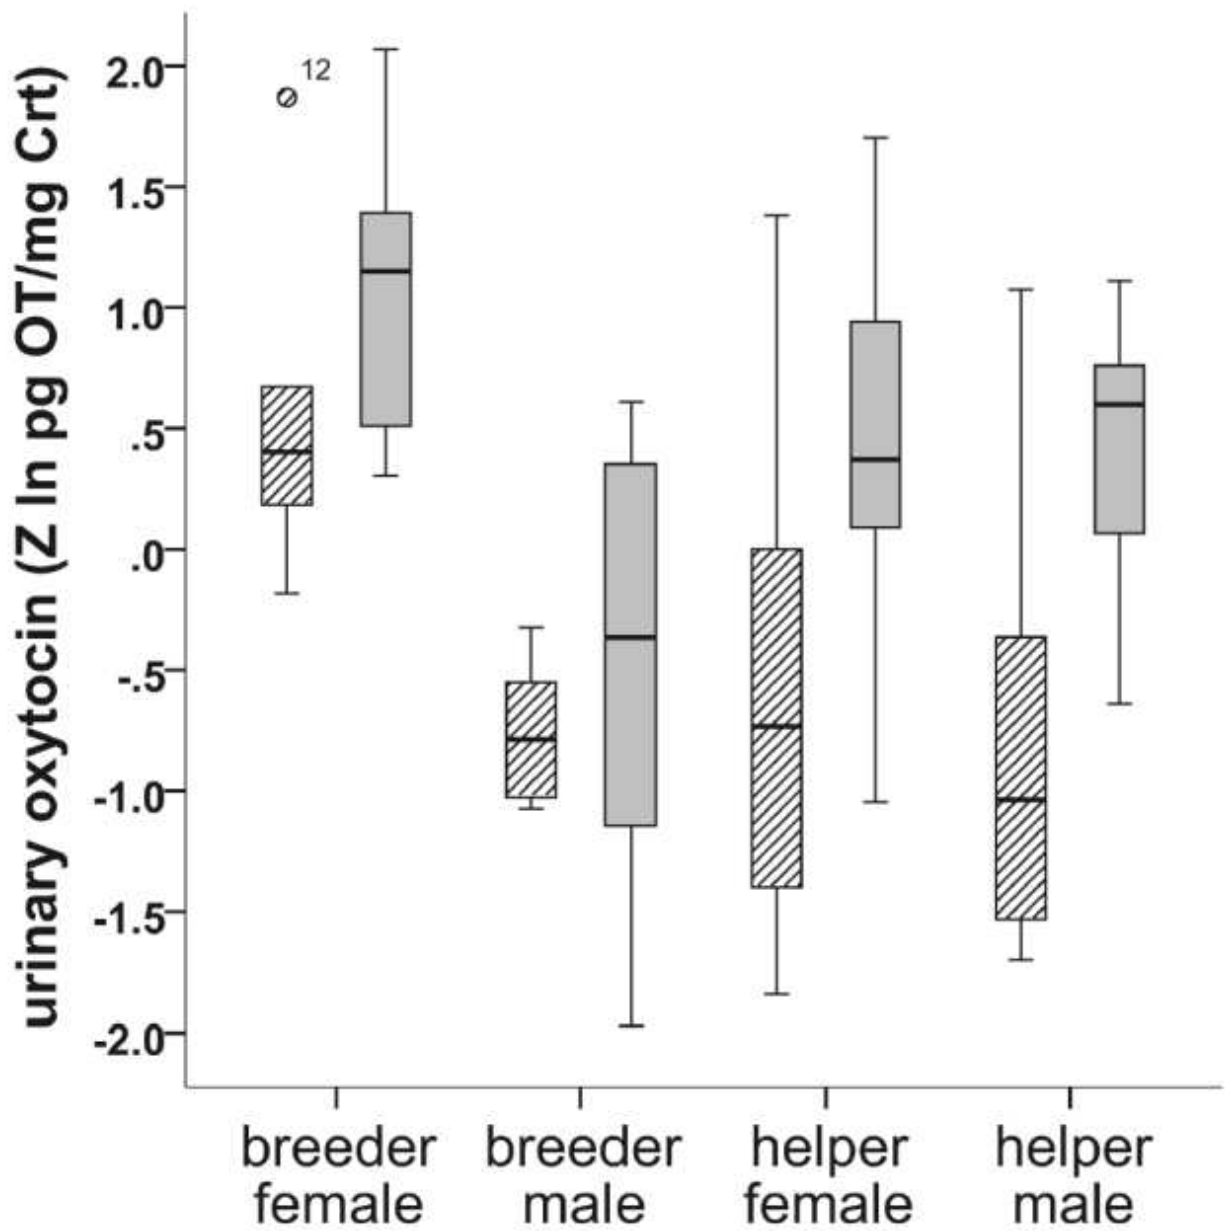 urinary oxytocin (Z ln pg OT/mg Crt)
2.0
1.5
1.0
.5
.0
-.5
-1.0
-1.5
-2.0
12
breeder female
breeder male
helper female
helper male